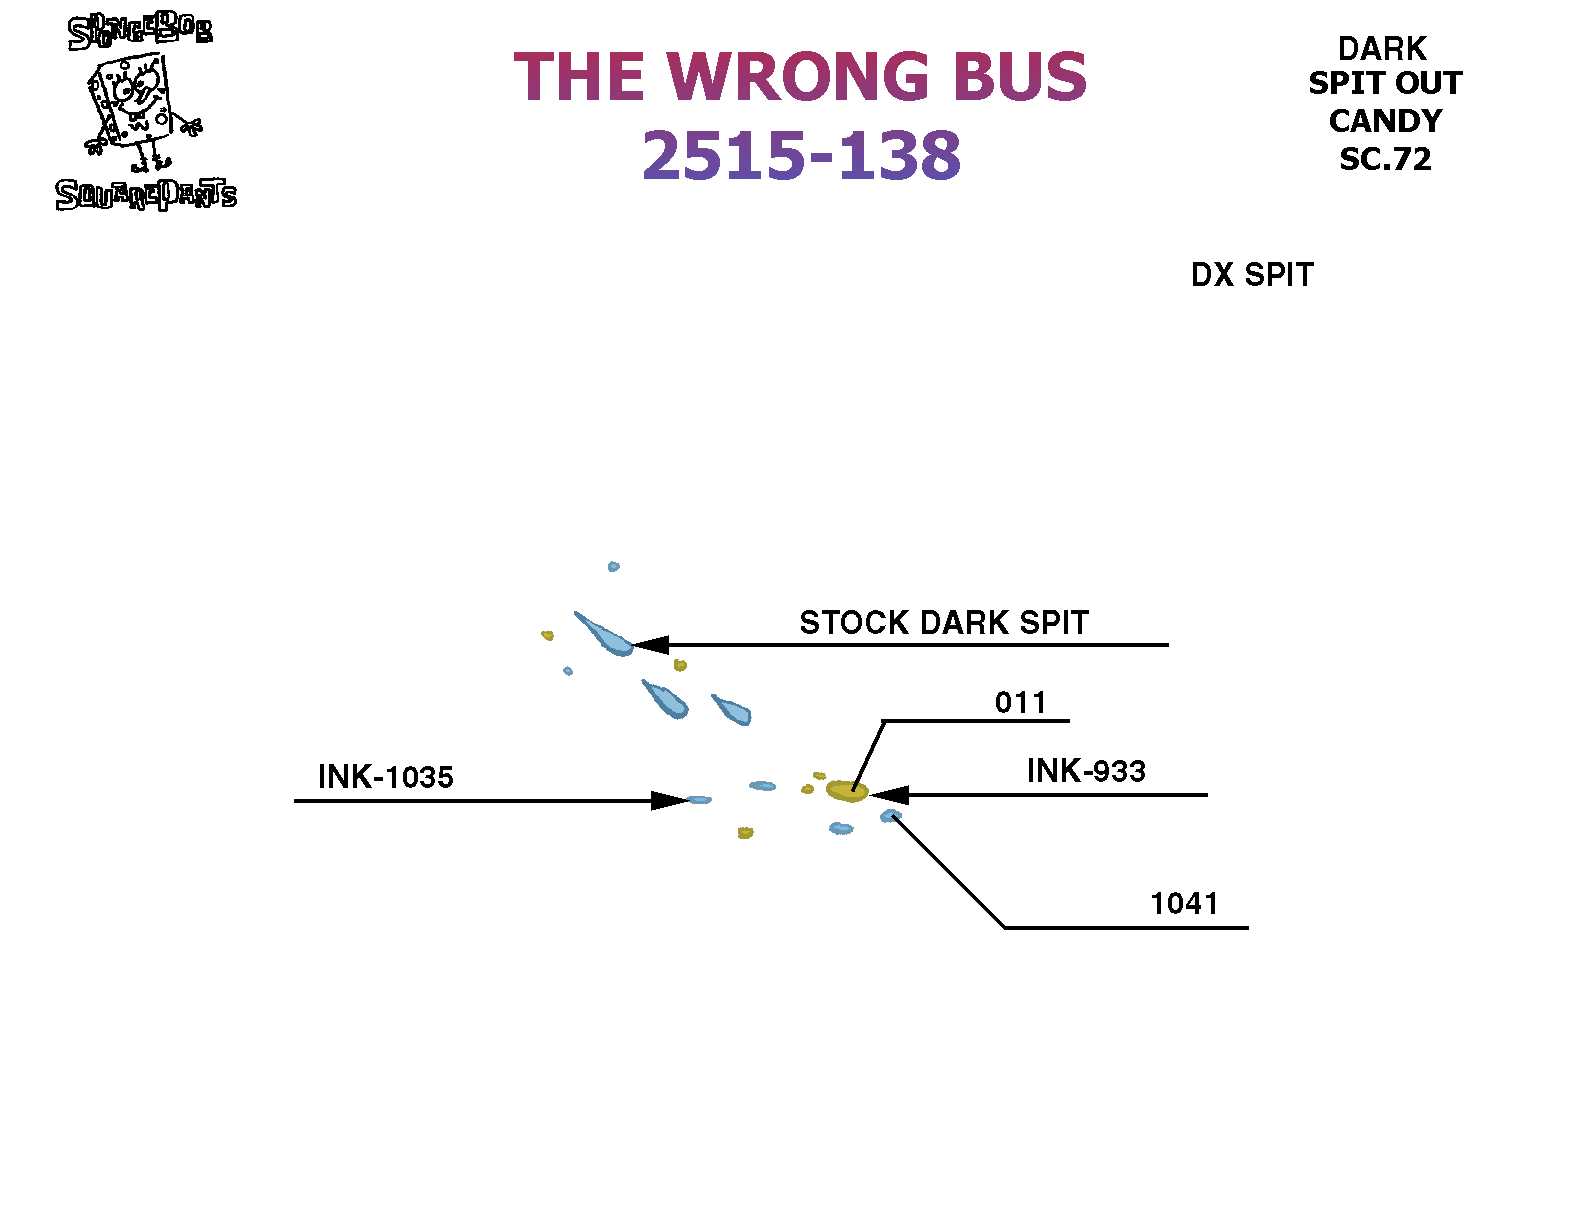 SPONGEBOB
SQUAREPANTS
THE WRONG BUS
2515-138
DARK
SPIT OUT
CANDY
SC.72
DX SPIT
STOCK DARK SPIT
011
INK-1035
INK-933
1041